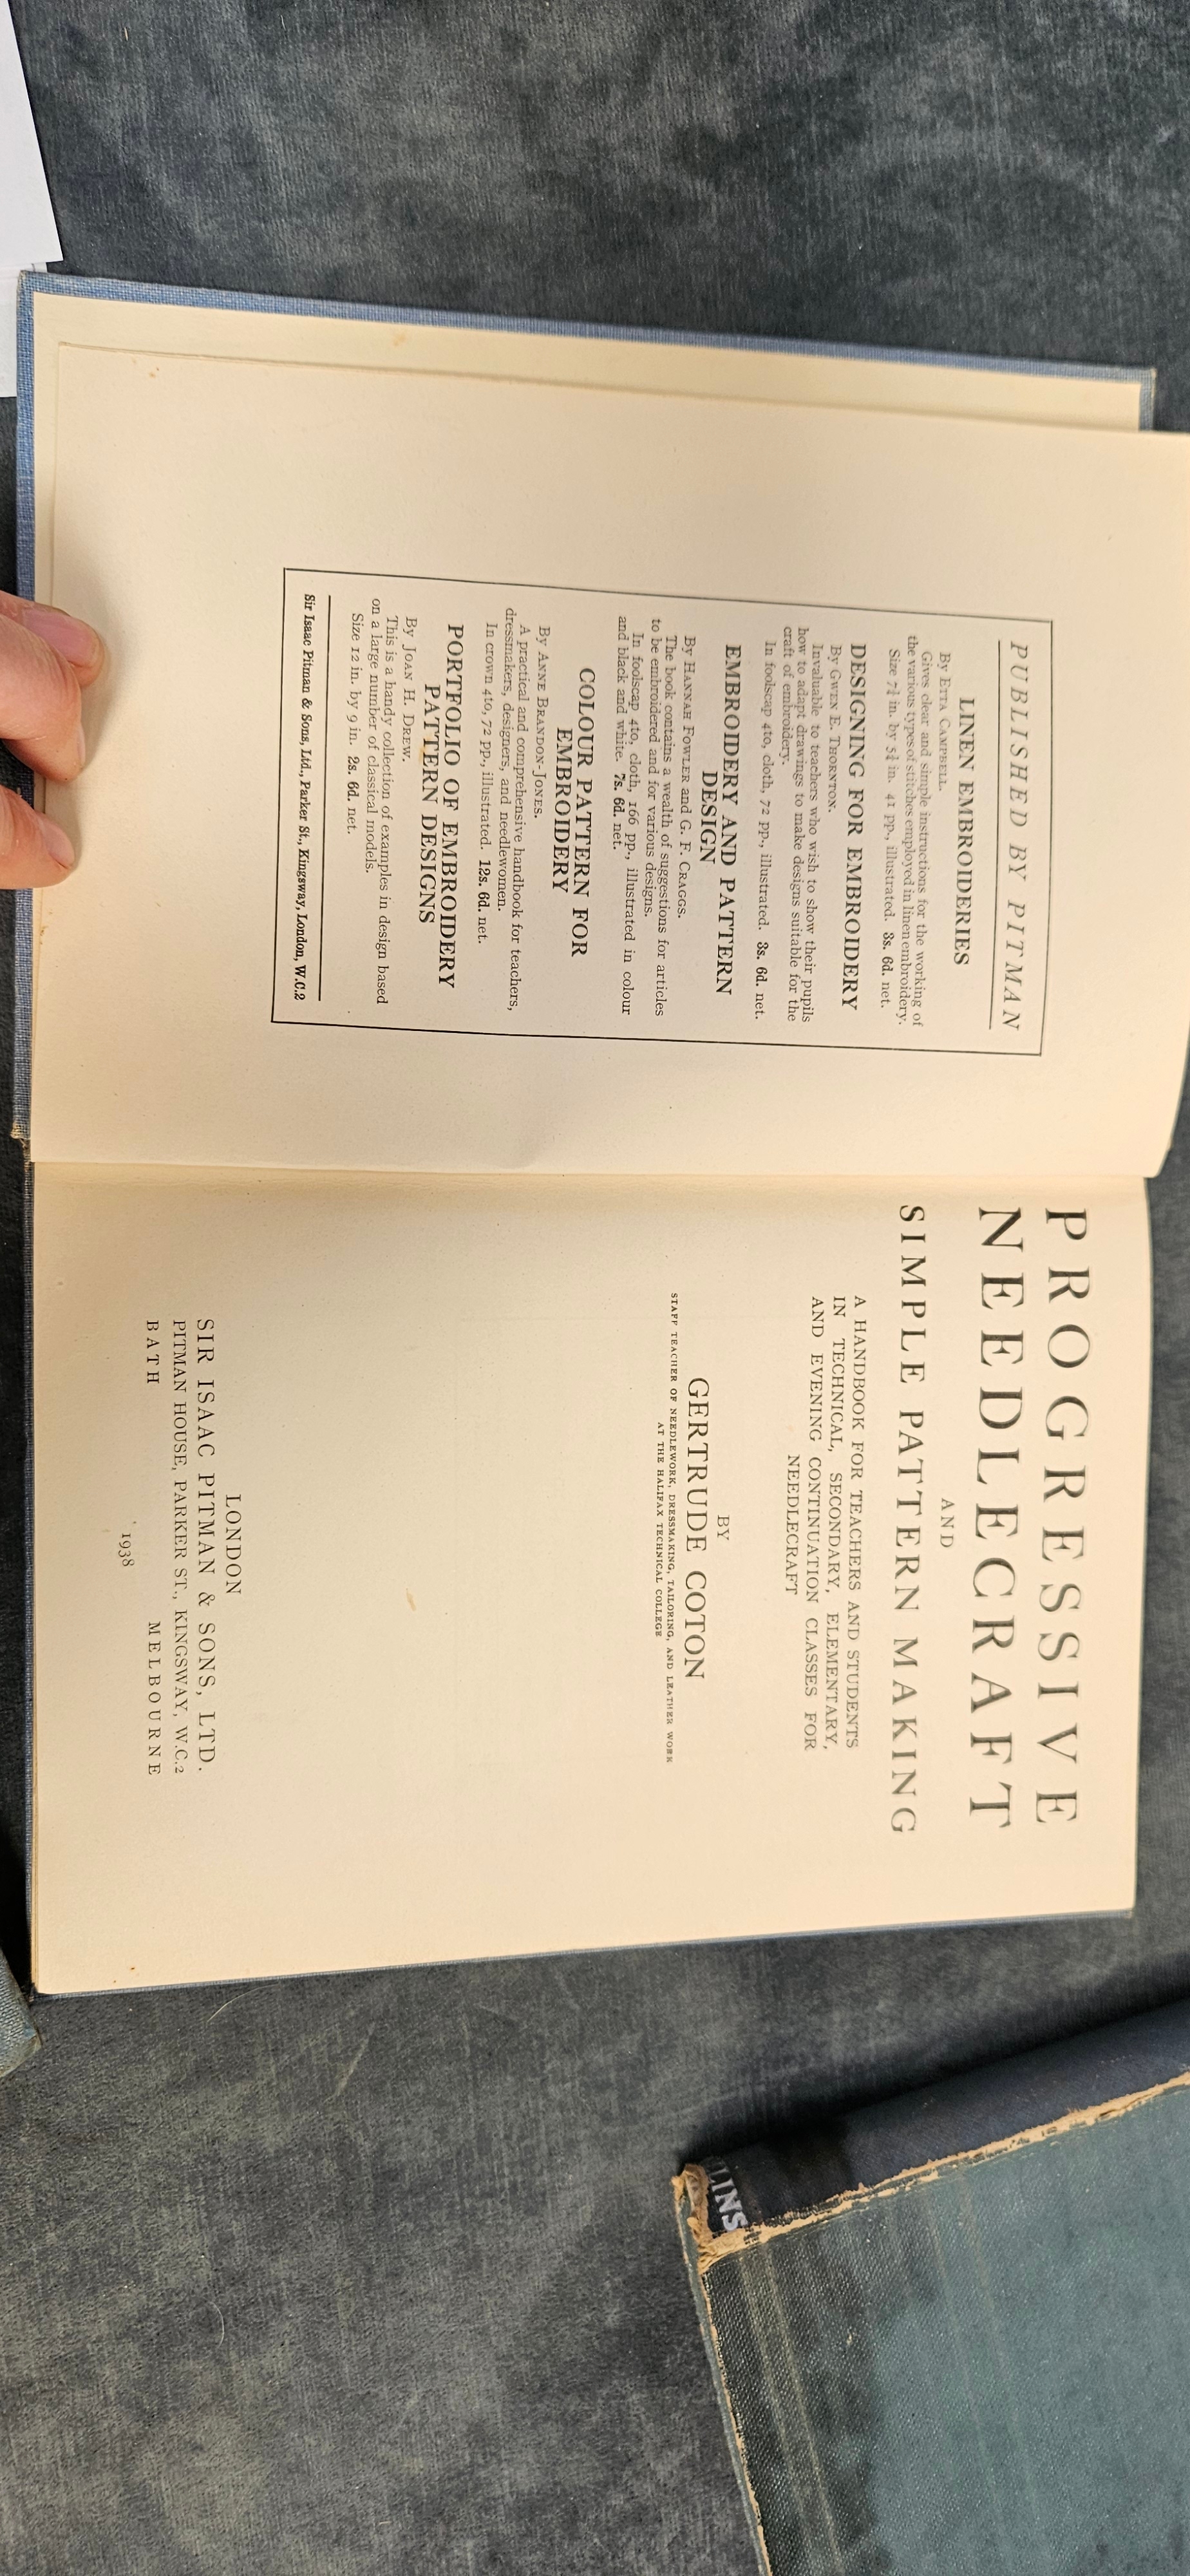 PUBLISHED BY PITMAN
LINEN EMBROIDERIES
By ETTA CAMPBELL.
Gives clear and simple instructions for the working of
the various types of stitches employed in linen embroidery.
Size 7¼ in. by 5¾ in. 41 pp., illustrated. 3s. 6d. net.
DESIGNING FOR EMBROIDERY
By GWEN E. THORNTON.
Invaluable to teachers who wish to show their pupils
how to adapt drawings to make designs suitable for the
craft of embroidery.
In foolscap 4to, cloth, 72 pp., illustrated. 3s. 6d. net.
EMBROIDERY AND PATTERN
DESIGN
By HANNAH FOWLER and G. F. CRAGGS.
The book contains a wealth of suggestions for articles
to be embroidered and for various designs.
In foolscap 4to, cloth, 166 pp., illustrated in colour
and black and white. 7s. 6d. net.
COLOUR PATTERN FOR
EMBROIDERY
By ANNE BRANDON-JONES.
A practical and comprehensive handbook for teachers,
dressmakers, designers, and needlewomen.
In crown 4to, 72 pp., illustrated. 12s. 6d. net.
PORTFOLIO OF EMBROIDERY
PATTERN DESIGNS
By JOAN H. DREW.
This is a handy collection of examples in design based
on a large number of classical models.
Size 12 in. by 9 in. 2s. 6d. net.
Sir Isaac Pitman & Sons, Ltd., Parker St., Kingsway, London, W.C.2
PROGRESSIVE
NEEDLECRAFT
AND
SIMPLE PATTERN MAKING
A HANDBOOK FOR TEACHERS AND STUDENTS
IN TECHNICAL, SECONDARY, ELEMENTARY,
AND EVENING CONTINUATION CLASSES FOR
NEEDLECRAFT
BY
GERTRUDE COTON
STAFF TEACHER OF NEEDLEWORK, DRESSMAKING, TAILORING, AND LEATHER WORK
AT THE HALIFAX TECHNICAL COLLEGE
LONDON
SIR ISAAC PITMAN & SONS, LTD.
PITMAN HOUSE, PARKER ST., KINGSWAY, W.C.2
BATH MELBOURNE
1938
LINS